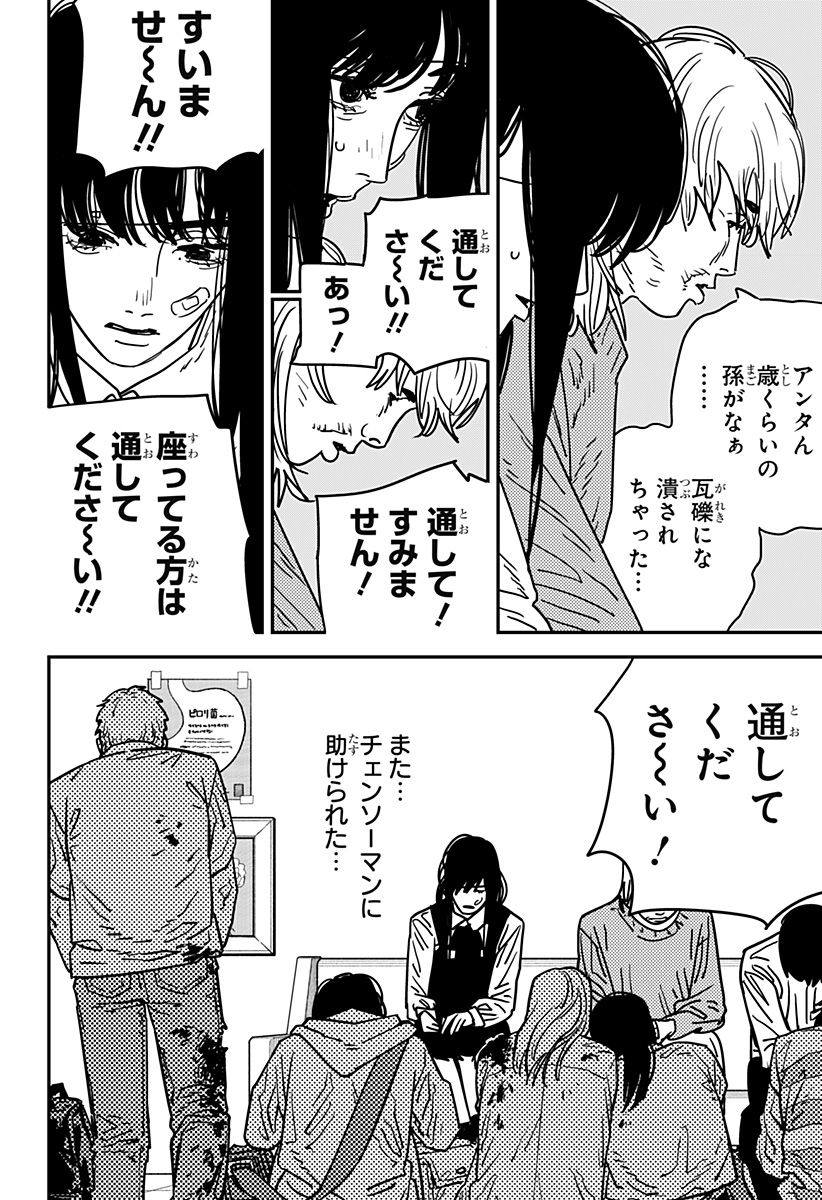 アンタん
歳くらいの
孫がなぁ
……
瓦礫にな
潰され
ちゃった…
通して
くだ
さ〜い!!
あっ!
通して!
すみま
せん!
すいま
せ〜ん!!
座ってる方は
通して
くださ〜い!!
通して
くだ
さ〜い!
また…
チェンソーマンに
助けられた…
ピロリ菌